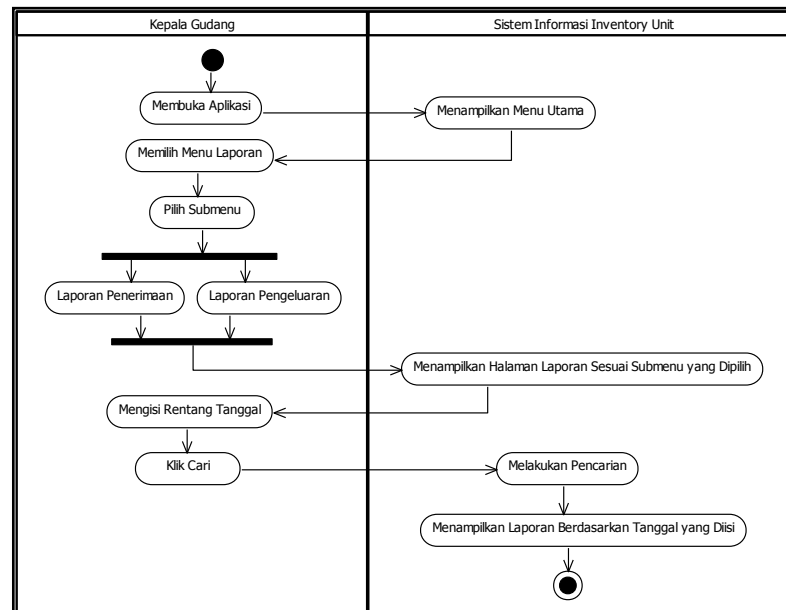 Kepala Gudang
Sistem Informasi Inventory Unit
Membuka Aplikasi
Menampilkan Menu Utama
Memilih Menu Laporan
Pilih Submenu
Laporan Penerimaan
Laporan Pengeluaran
Menampilkan Halaman Laporan Sesuai Submenu yang Dipilih
Mengisi Rentang Tanggal
Klik Cari
Melakukan Pencarian
Menampilkan Laporan Berdasarkan Tanggal yang Diisi